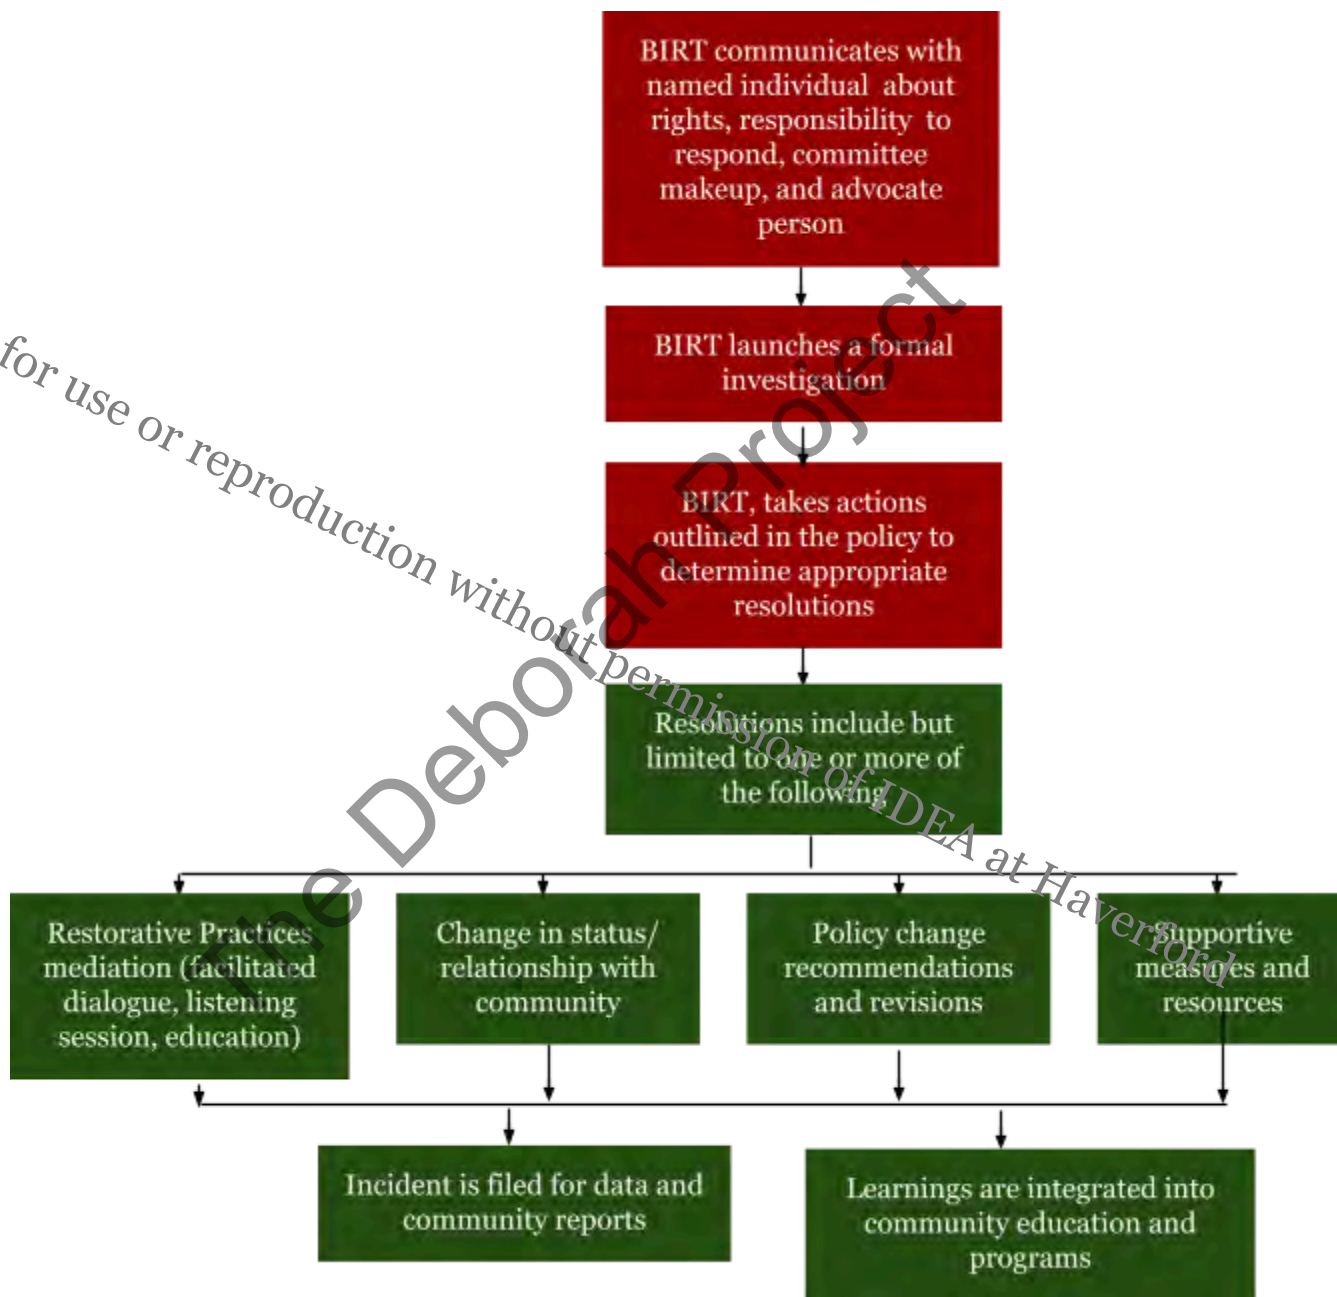 BIRT communicates with
named individual about
rights, responsibility to
respond, committee
makeup, and advocate
person
BIRT launches a formal
investigation
BIRT, takes actions
outlined in the policy to
determine appropriate
resolutions
Resolutions include but
limited to one or more of
the following
Restorative Practices
mediation (facilitated
dialogue, listening
session, education)
Change in status/
relationship with
community
Policy change
recommendations
and revisions
Supportive
measures and
resources
Incident is filed for data and
community reports
Learnings are integrated into
community education and
programs
for use or reproduction without permission of IDEA at Haverford
The Deborah Project